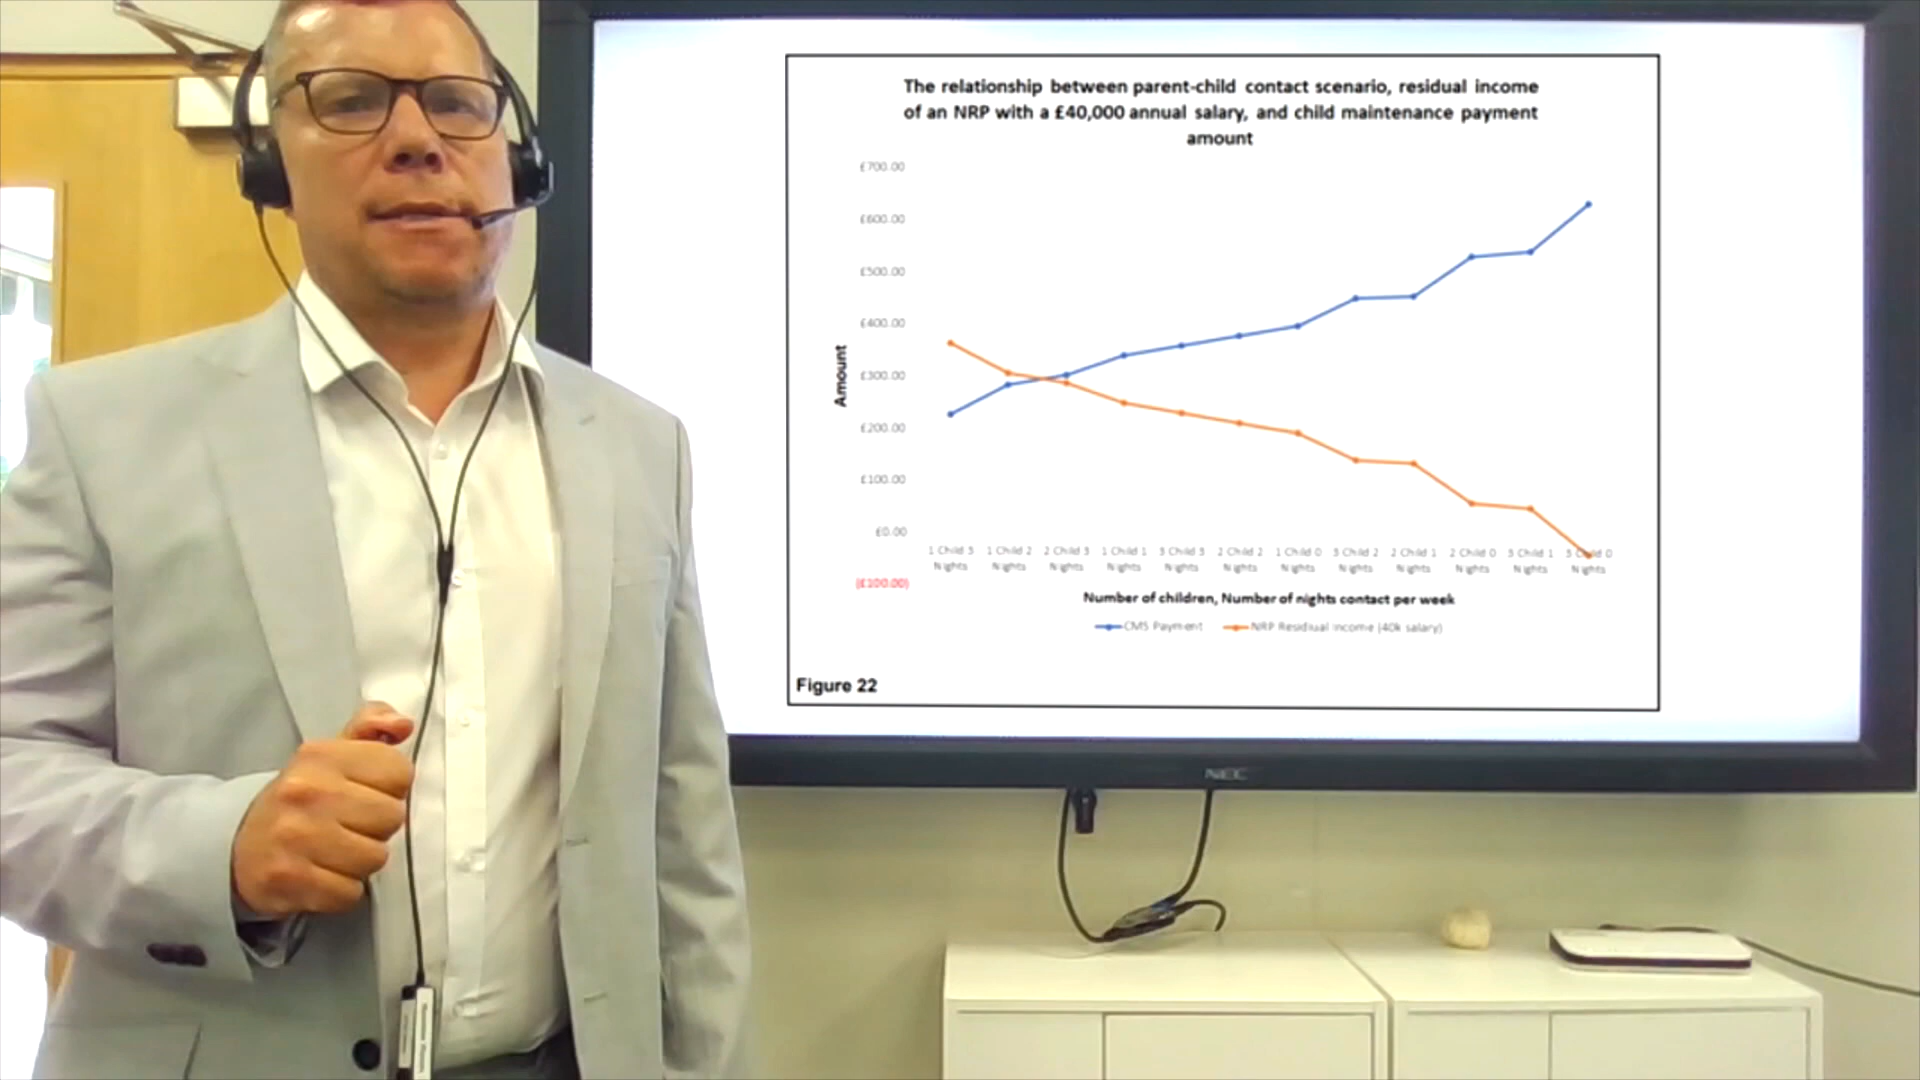 The relationship between parent-child contact scenario, residual income
of an NRP with a £40,000 annual salary, and child maintenance payment
amount
£700.00
£600.00
£500.00
£400.00
£300.00
£200.00
£100.00
£0.00
(£100.00)
Amount
1 Child 3 Nights
1 Child 2 Nights
2 Child 3 Nights
1 Child 1 Nights
3 Child 3 Nights
2 Child 2 Nights
1 Child 0 Nights
3 Child 2 Nights
2 Child 1 Nights
2 Child 0 Nights
3 Child 1 Nights
3 Child 0 Nights
Number of children, Number of nights contact per week
CMS Payment
NRP Residiual Income (40k salary)
Figure 22
NEC